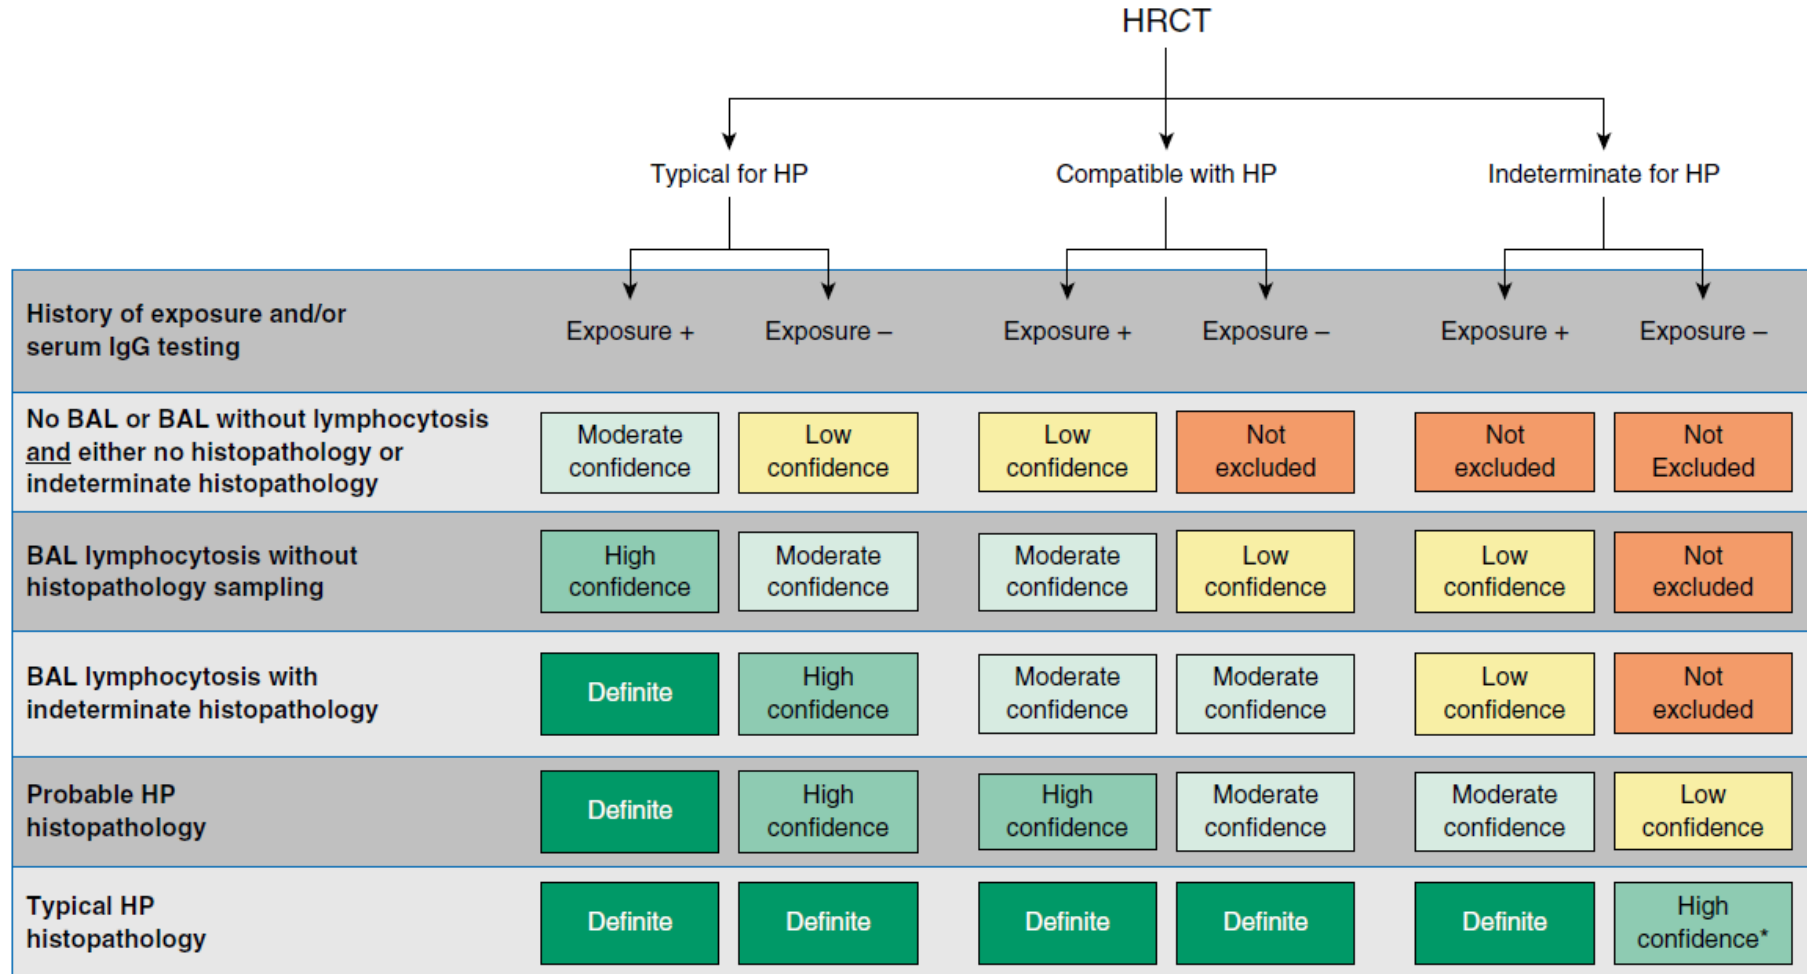 HRCT
Typical for HP
Compatible with HP
Indeterminate for HP
History of exposure and/or
serum IgG testing
Exposure +
Exposure –
Exposure +
Exposure –
Exposure +
Exposure –
No BAL or BAL without lymphocytosis
and either no histopathology or
indeterminate histopathology
Moderate
confidence
Low
confidence
Low
confidence
Not
excluded
Not
excluded
Not
Excluded
BAL lymphocytosis without
histopathology sampling
High
confidence
Moderate
confidence
Moderate
confidence
Low
confidence
Low
confidence
Not
excluded
BAL lymphocytosis with
indeterminate histopathology
Definite
High
confidence
Moderate
confidence
Moderate
confidence
Low
confidence
Not
excluded
Probable HP
histopathology
Definite
High
confidence
High
confidence
Moderate
confidence
Moderate
confidence
Low
confidence
Typical HP
histopathology
Definite
Definite
Definite
Definite
Definite
High
confidence*